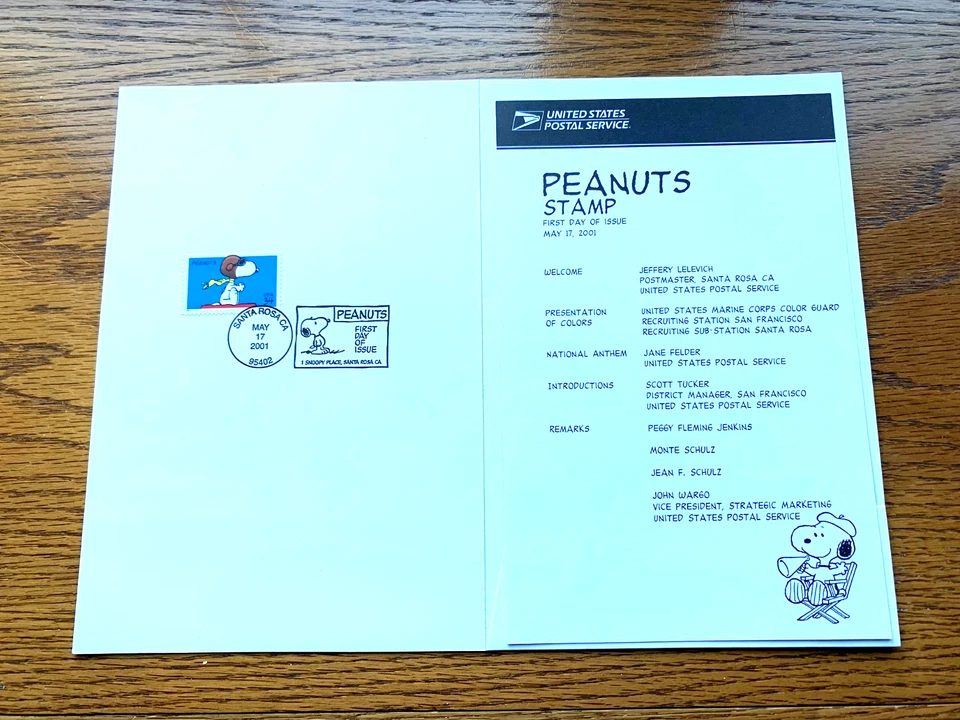 PEANUTS
34
SANTA ROSA CA
MAY
17
2001
95402
PEANUTS
FIRST
DAY
OF
ISSUE
1 SNOOPY PLACE, SANTA ROSA CA
UNITED STATES
POSTAL SERVICE
PEANUTS
STAMP
FIRST DAY OF ISSUE
MAY 17, 2001
WELCOME JEFFERY LELEVICH
POSTMASTER, SANTA ROSA CA
UNITED STATES POSTAL SERVICE
PRESENTATION UNITED STATES MARINE CORPS COLOR GUARD
OF COLORS RECRUITING STATION SAN FRANCISCO
RECRUITING SUB-STATION SANTA ROSA
NATIONAL ANTHEM JANE FELDER
UNITED STATES POSTAL SERVICE
INTRODUCTIONS SCOTT TUCKER
DISTRICT MANAGER, SAN FRANCISCO
UNITED STATES POSTAL SERVICE
REMARKS PEGGY FLEMING JENKINS
MONTE SCHULZ
JEAN F. SCHULZ
JOHN WARGO
VICE PRESIDENT, STRATEGIC MARKETING
UNITED STATES POSTAL SERVICE